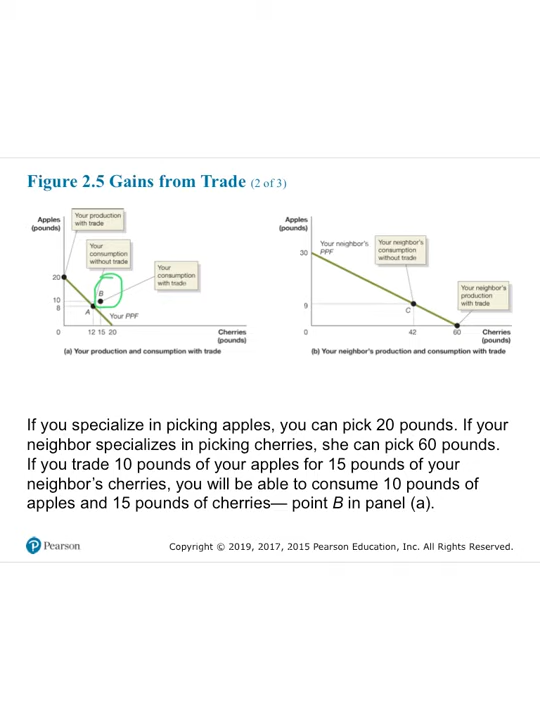 Figure 2.5 Gains from Trade (2 of 3)
Apples
(pounds)
Your production
with trade
Your
consumption
without trade
Your
consumption
with trade
20
10
8
B
A
Your PPF
0
12 15 20
Cherries
(pounds)
(a) Your production and consumption with trade
Apples
(pounds)
Your neighbor's
PPF
Your neighbor's
consumption
without trade
Your neighbor's
production
with trade
30
9
C
0
42
60
Cherries
(pounds)
(b) Your neighbor's production and consumption with trade
If you specialize in picking apples, you can pick 20 pounds. If your
neighbor specializes in picking cherries, she can pick 60 pounds.
If you trade 10 pounds of your apples for 15 pounds of your
neighbor's cherries, you will be able to consume 10 pounds of
apples and 15 pounds of cherries— point B in panel (a).
P Pearson
Copyright © 2019, 2017, 2015 Pearson Education, Inc. All Rights Reserved.